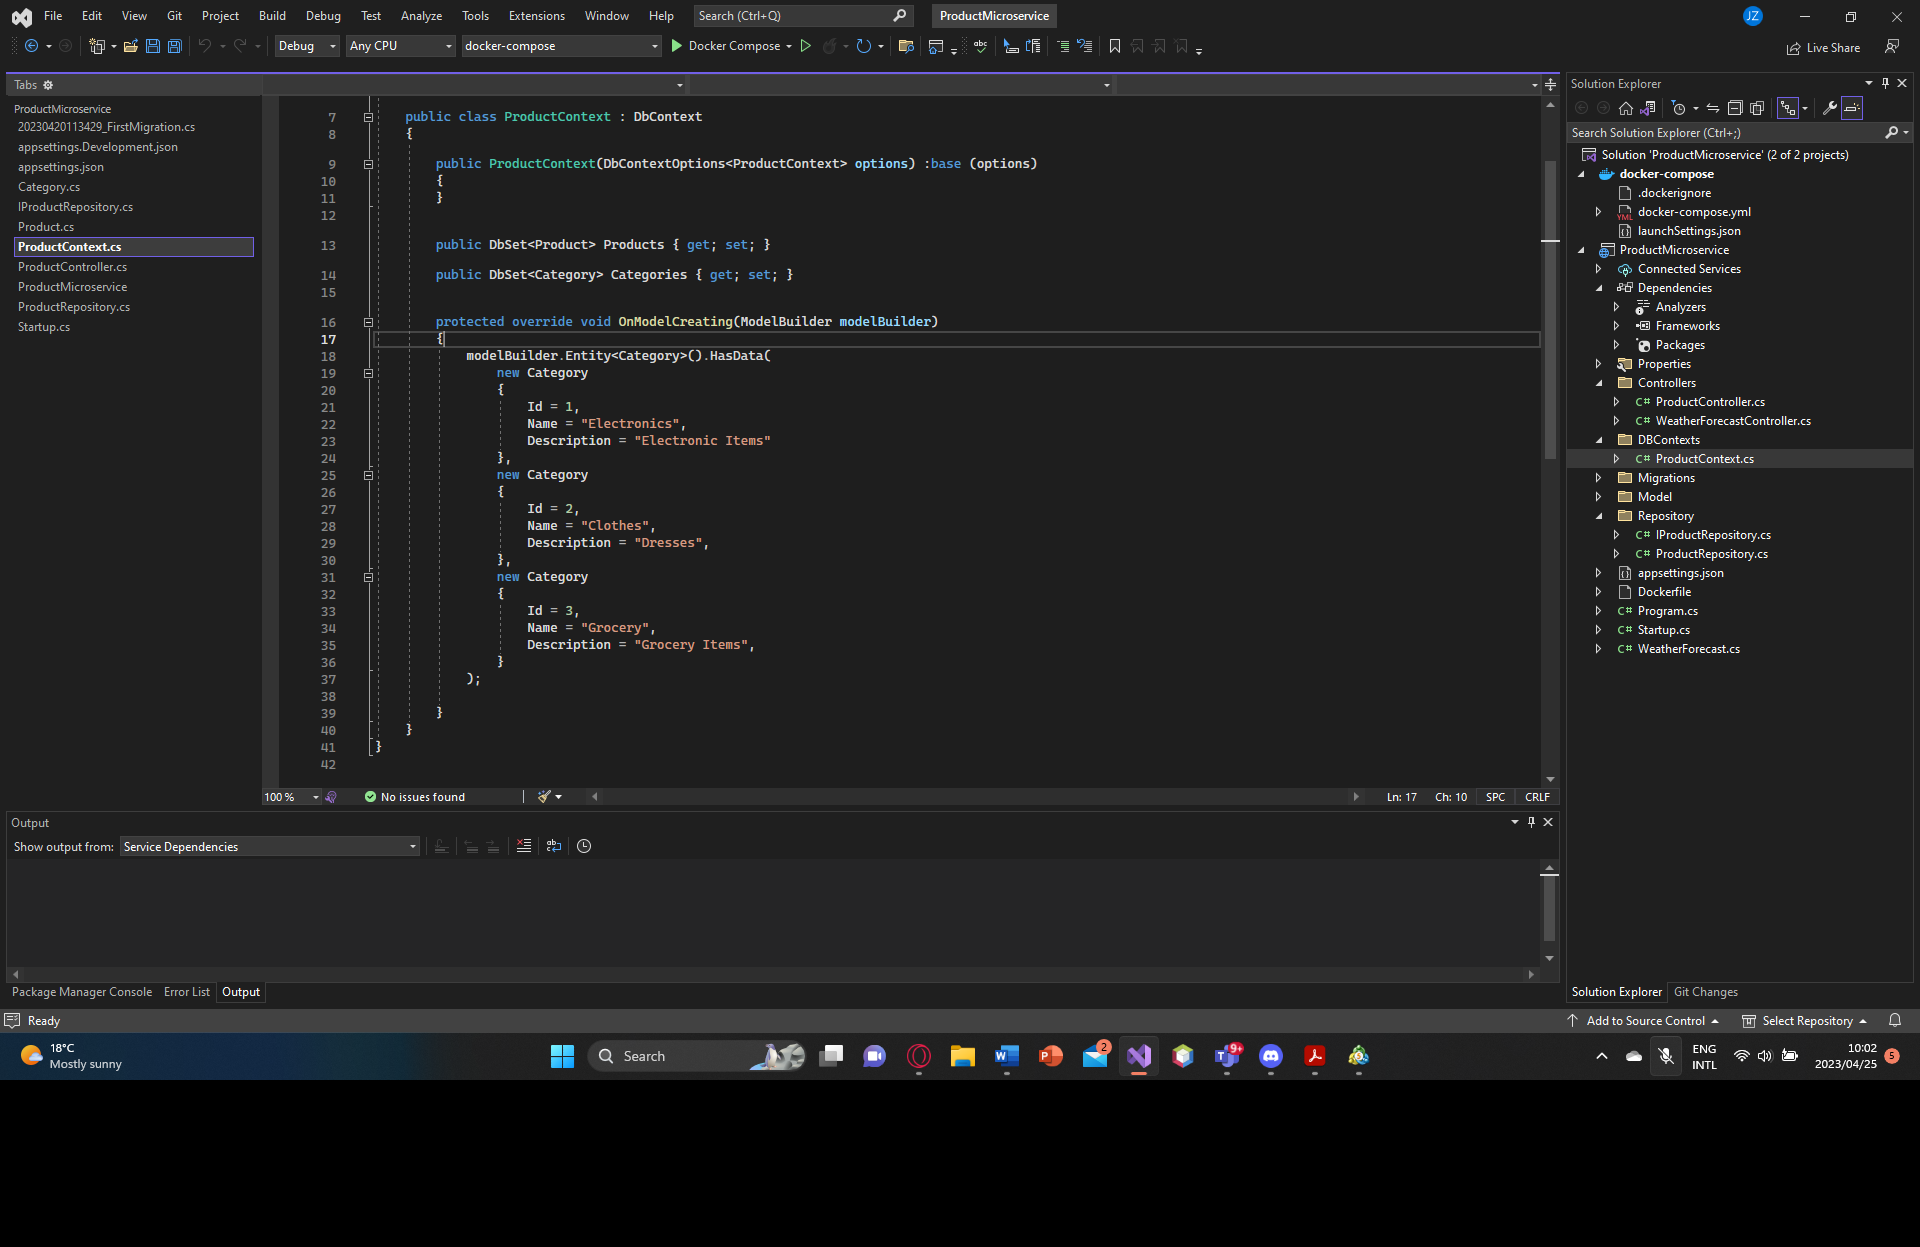 File Edit View Git Project Build Debug Test Analyze Tools Extensions Window Help Search (Ctrl+Q) ProductMicroservice JZ
Debug Any CPU docker-compose Docker Compose Live Share
Tabs
ProductMicroservice
20230420113429_FirstMigration.cs
appsettings.Development.json
appsettings.json
Category.cs
IProductRepository.cs
Product.cs
ProductContext.cs
ProductController.cs
ProductMicroservice
ProductRepository.cs
Startup.cs
7 public class ProductContext : DbContext
8 {
9 public ProductContext(DbContextOptions<ProductContext> options) :base (options)
10 {
11 }
12
13 public DbSet<Product> Products { get; set; }
14 public DbSet<Category> Categories { get; set; }
15
16 protected override void OnModelCreating(ModelBuilder modelBuilder)
17 {
18 modelBuilder.Entity<Category>().HasData(
19 new Category
20 {
21 Id = 1,
22 Name = "Electronics",
23 Description = "Electronic Items"
24 },
25 new Category
26 {
27 Id = 2,
28 Name = "Clothes",
29 Description = "Dresses",
30 },
31 new Category
32 {
33 Id = 3,
34 Name = "Grocery",
35 Description = "Grocery Items",
36 }
37 );
38
39 }
40 }
41 }
42
100 % No issues found Ln: 17 Ch: 10 SPC CRLF
Output
Show output from: Service Dependencies
Package Manager Console Error List Output
Solution Explorer
Search Solution Explorer (Ctrl+;)
Solution 'ProductMicroservice' (2 of 2 projects)
docker-compose
.dockerignore
docker-compose.yml
launchSettings.json
ProductMicroservice
Connected Services
Dependencies
Analyzers
Frameworks
Packages
Properties
Controllers
C# ProductController.cs
C# WeatherForecastController.cs
DBContexts
C# ProductContext.cs
Migrations
Model
Repository
C# IProductRepository.cs
C# ProductRepository.cs
appsettings.json
Dockerfile
C# Program.cs
C# Startup.cs
C# WeatherForecast.cs
Solution Explorer Git Changes
Ready Add to Source Control Select Repository
18°C
Mostly sunny
Search
2
9+
ENG
INTL
10:02
2023/04/25
5